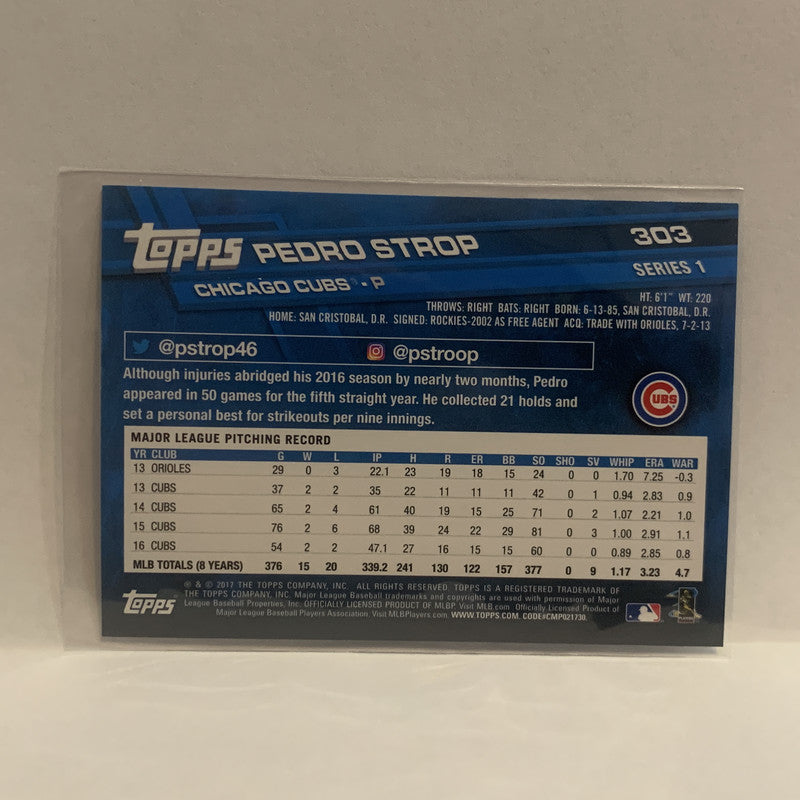 TOPPS PEDRO STROP 303
CHICAGO CUBS® - P SERIES 1
HT: 6'1" WT: 220
THROWS: RIGHT BATS: RIGHT BORN: 6-13-85, SAN CRISTOBAL, D.R.
HOME: SAN CRISTOBAL, D.R. SIGNED: ROCKIES-2002 AS FREE AGENT ACQ: TRADE WITH ORIOLES, 7-2-13
@pstrop46 @pstroop
Although injuries abridged his 2016 season by nearly two months, Pedro
appeared in 50 games for the fifth straight year. He collected 21 holds and
set a personal best for strikeouts per nine innings.
CUBS
MAJOR LEAGUE PITCHING RECORD
YR CLUB G W L IP H R ER BB SO SHO SV WHIP ERA WAR
13 ORIOLES 29 0 3 22.1 23 19 18 15 24 0 0 1.70 7.25 -0.3
13 CUBS 37 2 2 35 22 11 11 11 42 0 1 0.94 2.83 0.9
14 CUBS 65 2 4 61 40 19 15 25 71 0 2 1.07 2.21 1.0
15 CUBS 76 2 6 68 39 24 22 29 81 0 3 1.00 2.91 1.1
16 CUBS 54 2 2 47.1 27 16 15 15 60 0 0 0.89 2.85 0.8
MLB TOTALS (8 YEARS) 376 15 20 339.2 241 130 122 157 377 0 9 1.17 3.23 4.7
® & © 2017 THE TOPPS COMPANY, INC. ALL RIGHTS RESERVED. TOPPS IS A REGISTERED TRADEMARK OF
THE TOPPS COMPANY, INC. Major League Baseball trademarks and copyrights are used with permission of Major
League Baseball Properties, Inc. OFFICIALLY LICENSED PRODUCT OF MLBP Visit MLB.com Officially Licensed Product of
Major League Baseball Players Association. Visit MLBPlayers.com WWW.TOPPS.COM. CODE#CMP021730.
TOPPS